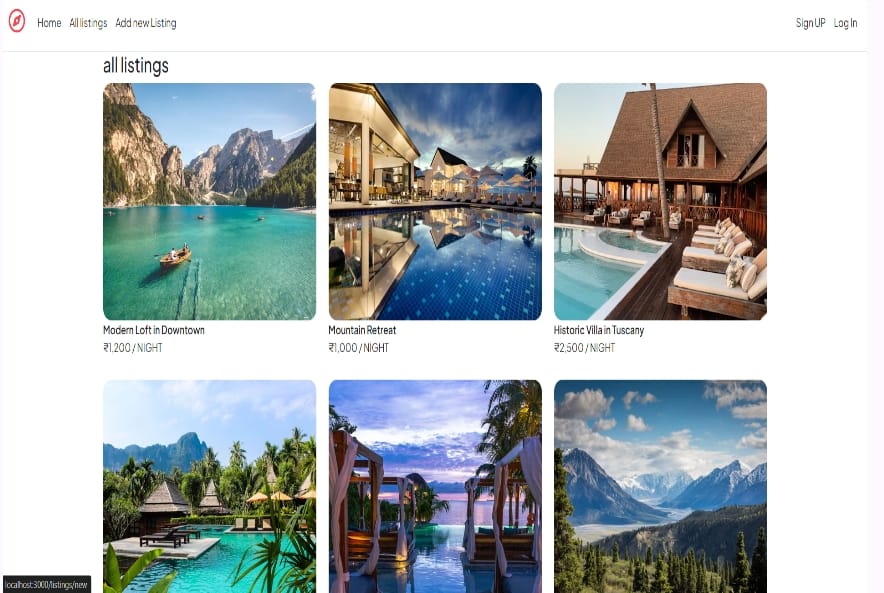 Home All listings Add new Listing Sign UP Log In
all listings
Modern Loft in Downtown
₹1,200 / NIGHT
Mountain Retreat
₹1,000 / NIGHT
Historic Villa in Tuscany
₹2,500 / NIGHT
localhost:3000/listings/new